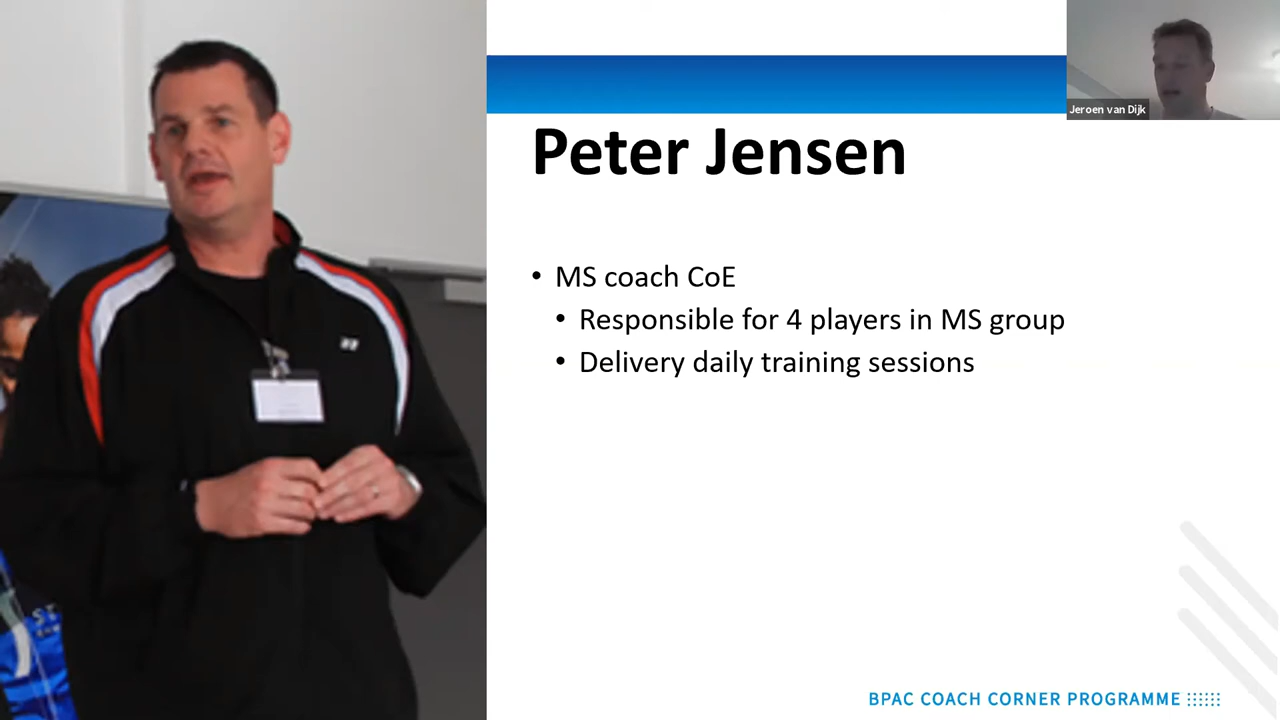 Jeroen van Dijk
Peter Jensen
• MS coach CoE
• Responsible for 4 players in MS group
• Delivery daily training sessions
BPAC COACH CORNER PROGRAMME